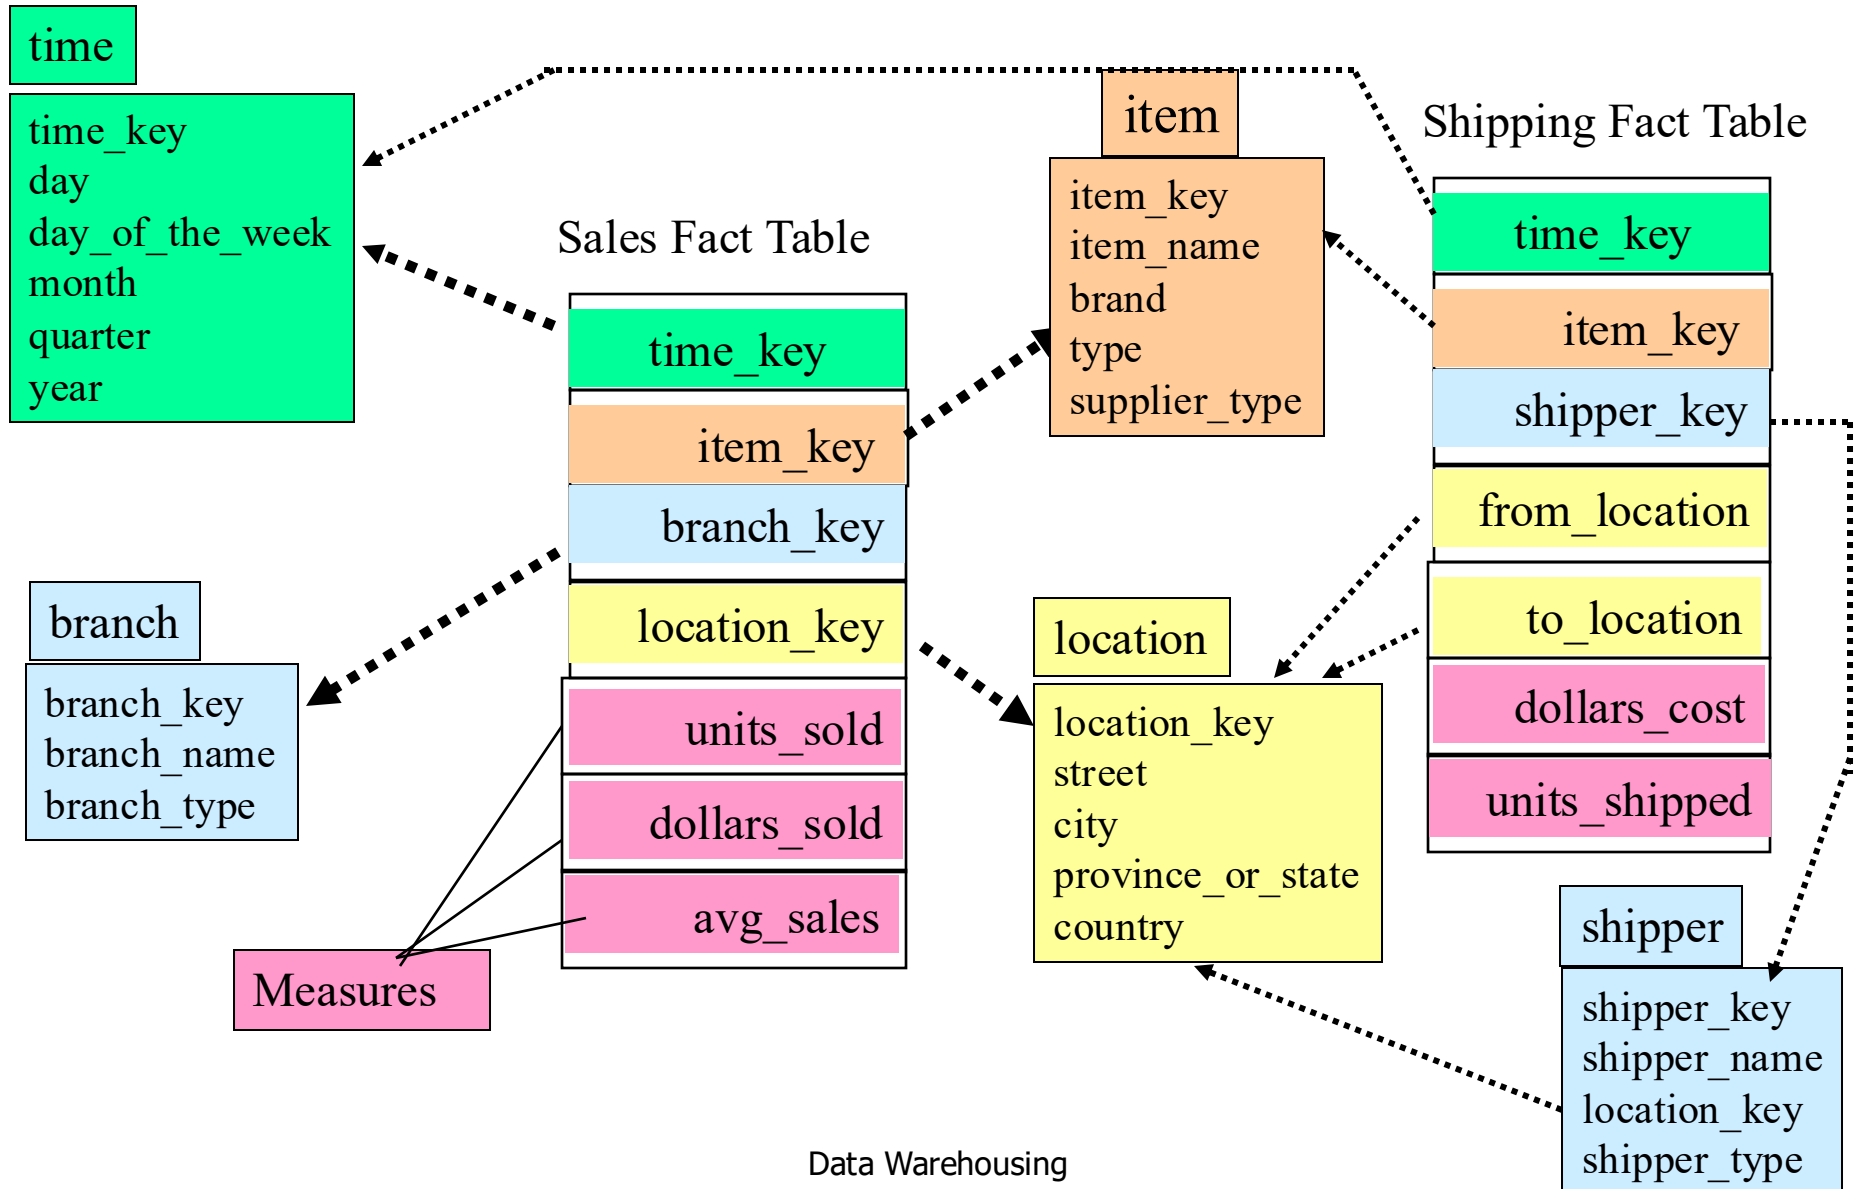 time
time_key
day
day_of_the_week
month
quarter
year
Sales Fact Table
time_key
item_key
branch_key
location_key
units_sold
dollars_sold
avg_sales
branch
branch_key
branch_name
branch_type
Measures
item
item_key
item_name
brand
type
supplier_type
location
location_key
street
city
province_or_state
country
Shipping Fact Table
time_key
item_key
shipper_key
from_location
to_location
dollars_cost
units_shipped
shipper
shipper_key
shipper_name
location_key
shipper_type
Data Warehousing